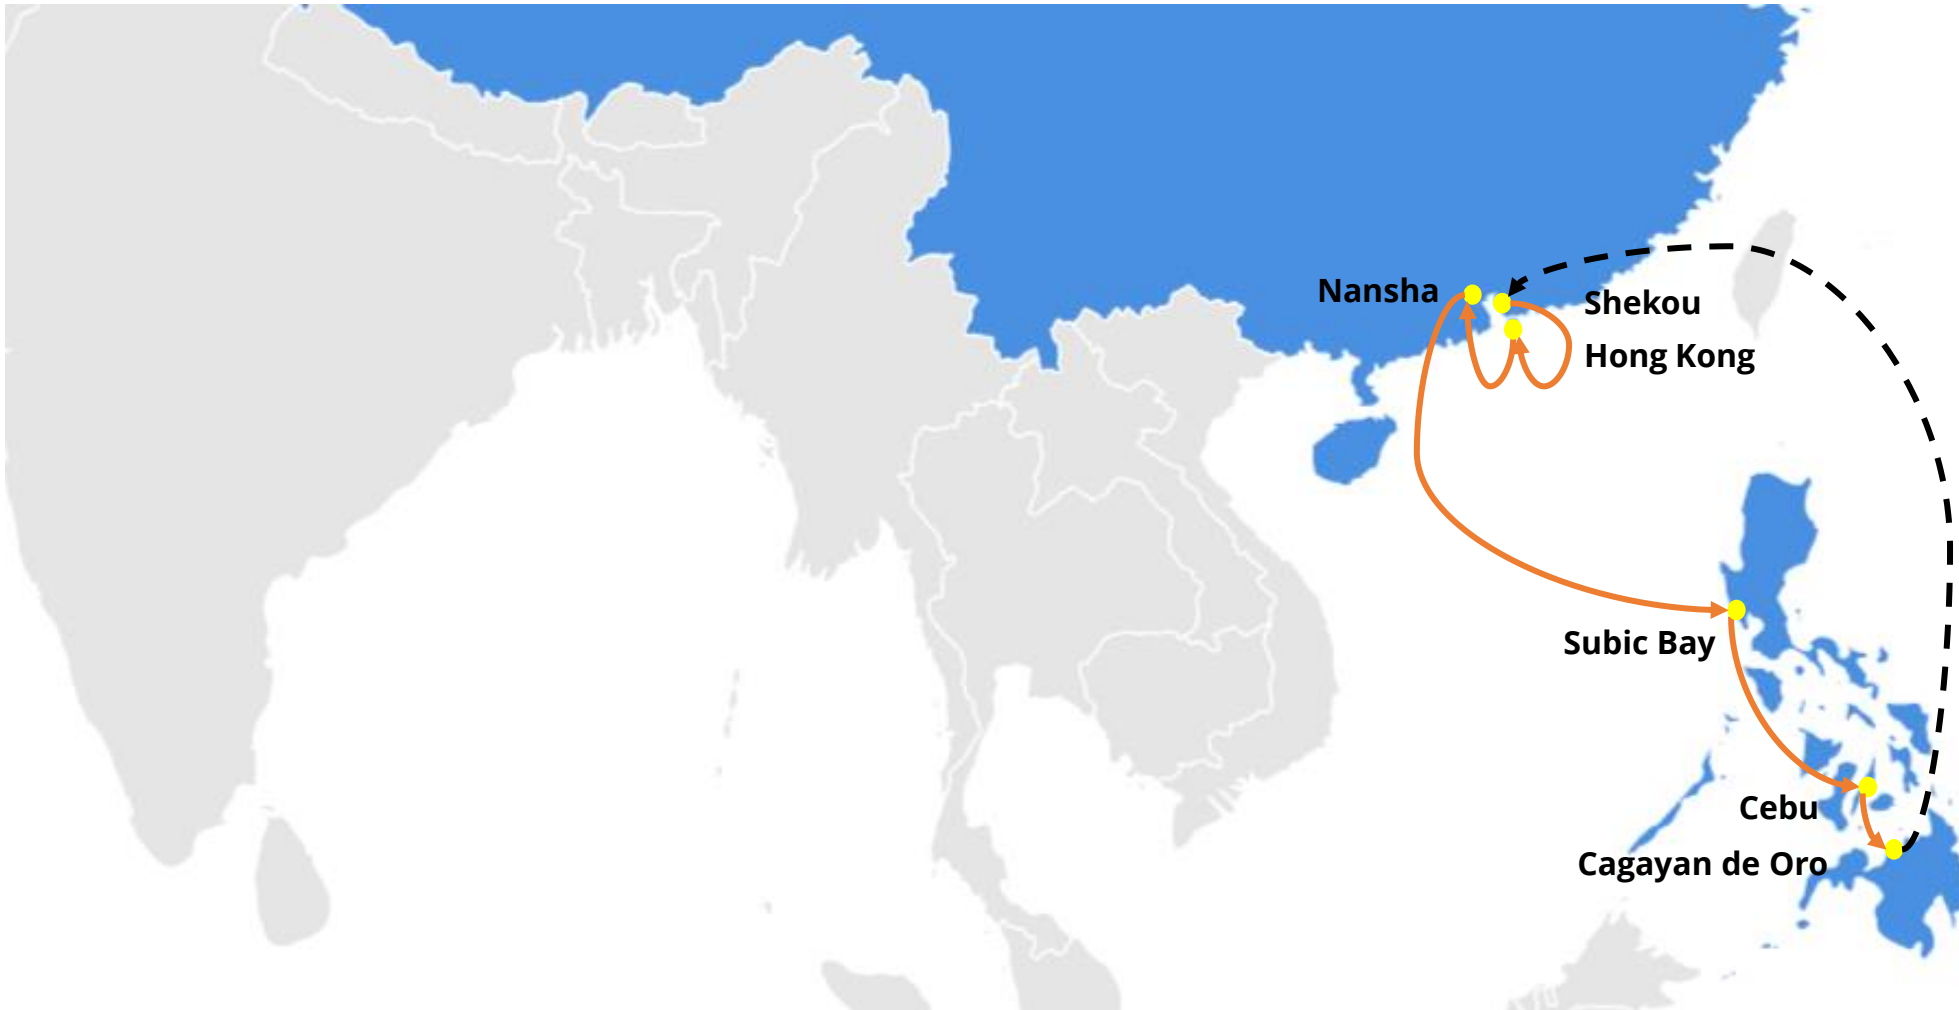 Nansha
Shekou
Hong Kong
Subic Bay
Cebu
Cagayan de Oro